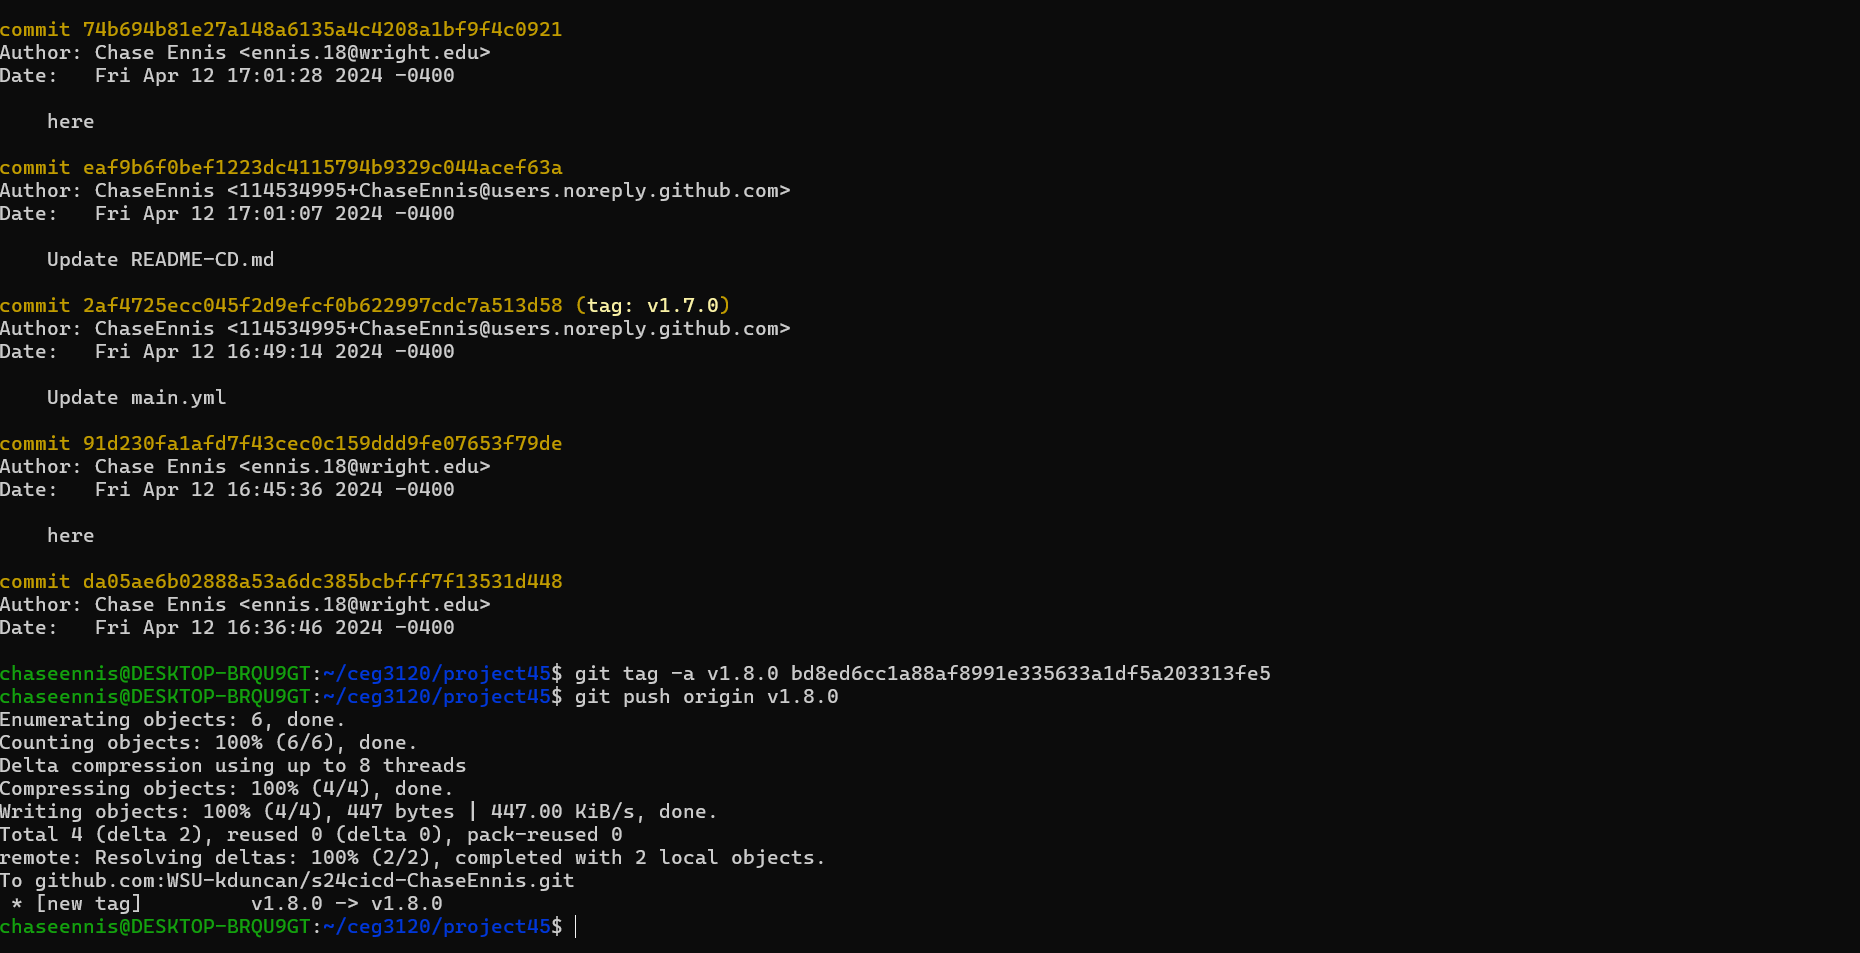 commit 74b694b81e27a148a6135a4c4208a1bf9f4c0921
Author: Chase Ennis <ennis.18@wright.edu>
Date:   Fri Apr 12 17:01:28 2024 -0400
    here
commit eaf9b6f0bef1223dc4115794b9329c044acef63a
Author: ChaseEnnis <114534995+ChaseEnnis@users.noreply.github.com>
Date:   Fri Apr 12 17:01:07 2024 -0400
    Update README-CD.md
commit 2af4725ecc045f2d9efcf0b622997cdc7a513d58 (tag: v1.7.0)
Author: ChaseEnnis <114534995+ChaseEnnis@users.noreply.github.com>
Date:   Fri Apr 12 16:49:14 2024 -0400
    Update main.yml
commit 91d230fa1afd7f43cec0c159ddd9fe07653f79de
Author: Chase Ennis <ennis.18@wright.edu>
Date:   Fri Apr 12 16:45:36 2024 -0400
    here
commit da05ae6b02888a53a6dc385bcbfff7f13531d448
Author: Chase Ennis <ennis.18@wright.edu>
Date:   Fri Apr 12 16:36:46 2024 -0400
chaseennis@DESKTOP-BRQU9GT:~/ceg3120/project45$ git tag -a v1.8.0 bd8ed6cc1a88af8991e335633a1df5a203313fe5
chaseennis@DESKTOP-BRQU9GT:~/ceg3120/project45$ git push origin v1.8.0
Enumerating objects: 6, done.
Counting objects: 100% (6/6), done.
Delta compression using up to 8 threads
Compressing objects: 100% (4/4), done.
Writing objects: 100% (4/4), 447 bytes | 447.00 KiB/s, done.
Total 4 (delta 2), reused 0 (delta 0), pack-reused 0
remote: Resolving deltas: 100% (2/2), completed with 2 local objects.
To github.com:WSU-kduncan/s24cicd-ChaseEnnis.git
 * [new tag]         v1.8.0 -> v1.8.0
chaseennis@DESKTOP-BRQU9GT:~/ceg3120/project45$